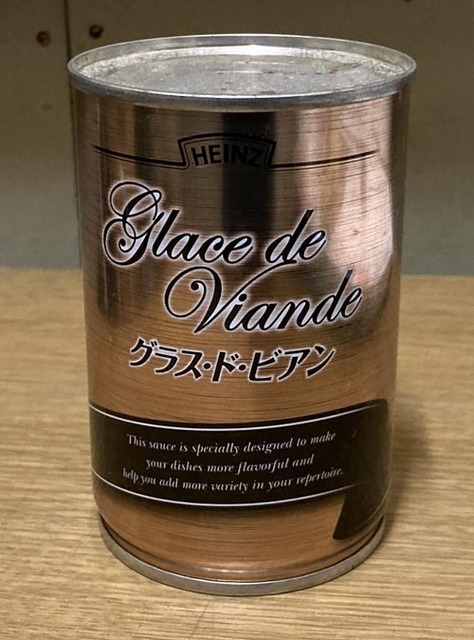 HEINZ
Glace de
Viande
グラス・ド・ビアン
This sauce is specially designed to make
your dishes more flavorful and
help you add more variety in your repertoire.